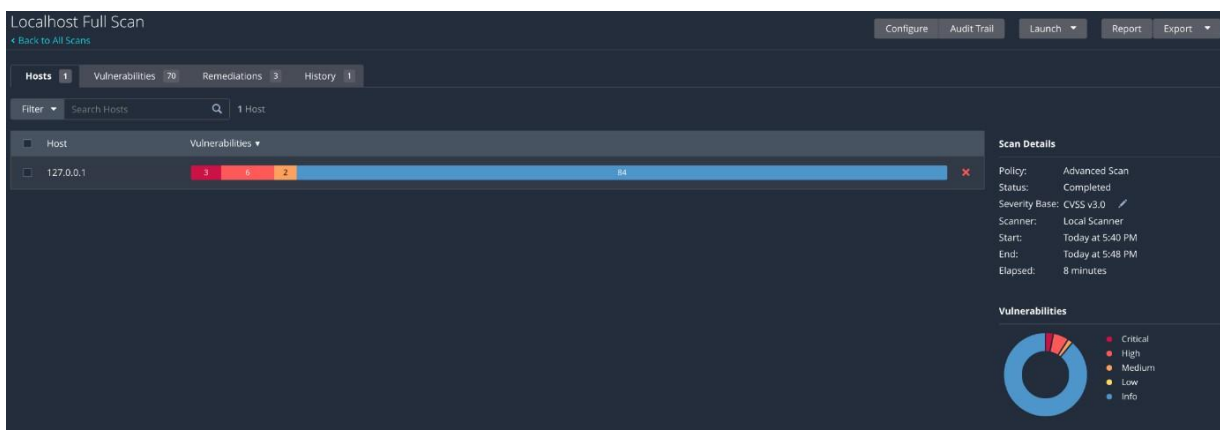 Localhost Full Scan
< Back to All Scans
Configure Audit Trail Launch Report Export
Hosts 1 Vulnerabilities 70 Remediations 3 History 1
Filter Search Hosts 1 Host
Host Vulnerabilities
127.0.0.1 3 6 2 84
Scan Details
Policy: Advanced Scan
Status: Completed
Severity Base: CVSS v3.0
Scanner: Local Scanner
Start: Today at 5:40 PM
End: Today at 5:48 PM
Elapsed: 8 minutes
Vulnerabilities
Critical
High
Medium
Low
Info